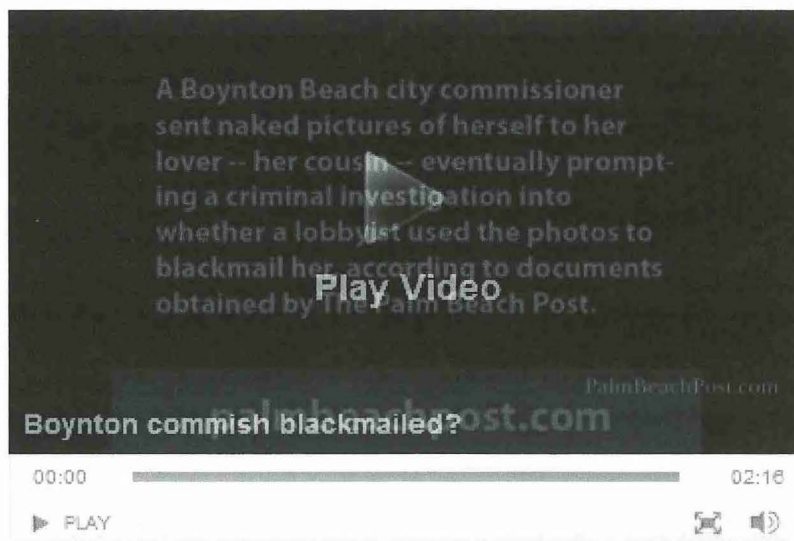 A Boynton Beach city commissioner
sent naked pictures of herself to her
lover -- her cousin -- eventually prompt-
ing a criminal investigation into
whether a lobbyist used the photos to
blackmail her, according to documents
obtained by The Palm Beach Post.
Play Video
PalmBeachPost.com
palmbeachpost.com
Boynton commish blackmailed?
00:00 02:16
PLAY